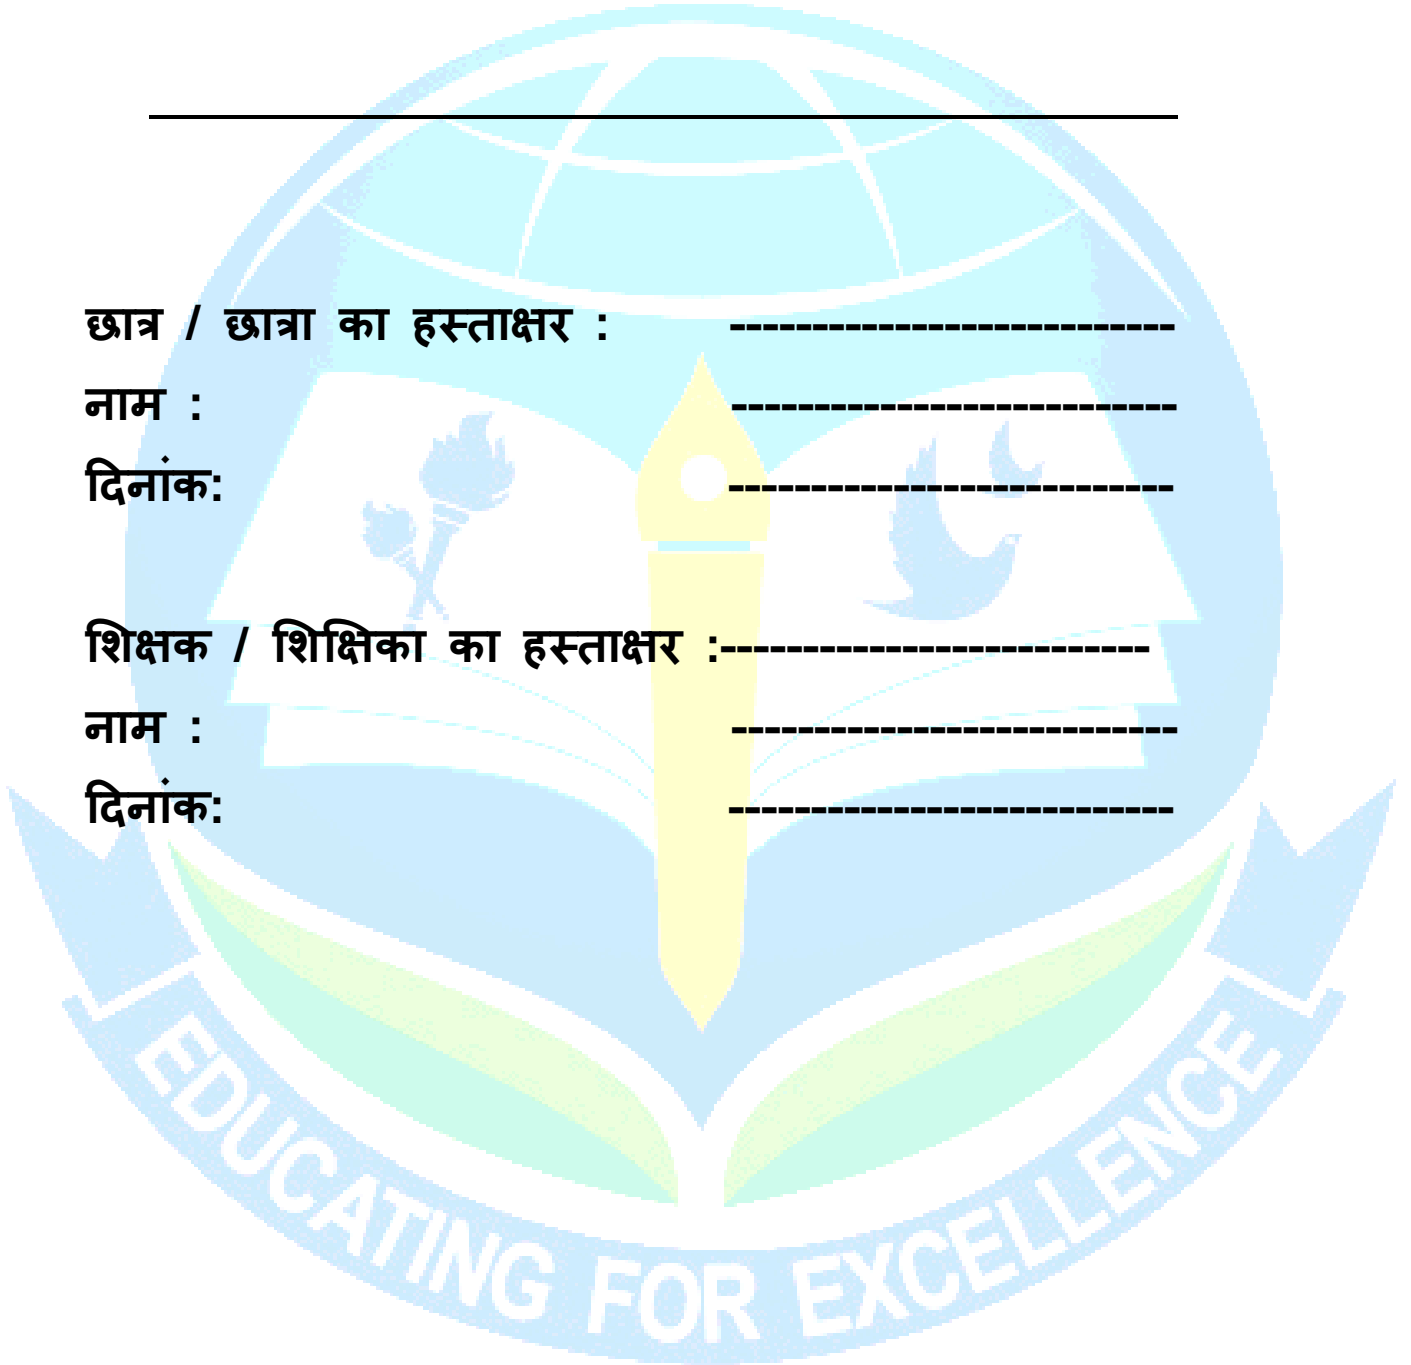 छात्र / छात्रा का हस्ताक्षर : ---------------------------
नाम : ---------------------------
दिनांक: ---------------------------
शिक्षक / शिक्षिका का हस्ताक्षर :--------------------------
नाम : ---------------------------
दिनांक: ---------------------------
EDUCATING FOR EXCELLENCE